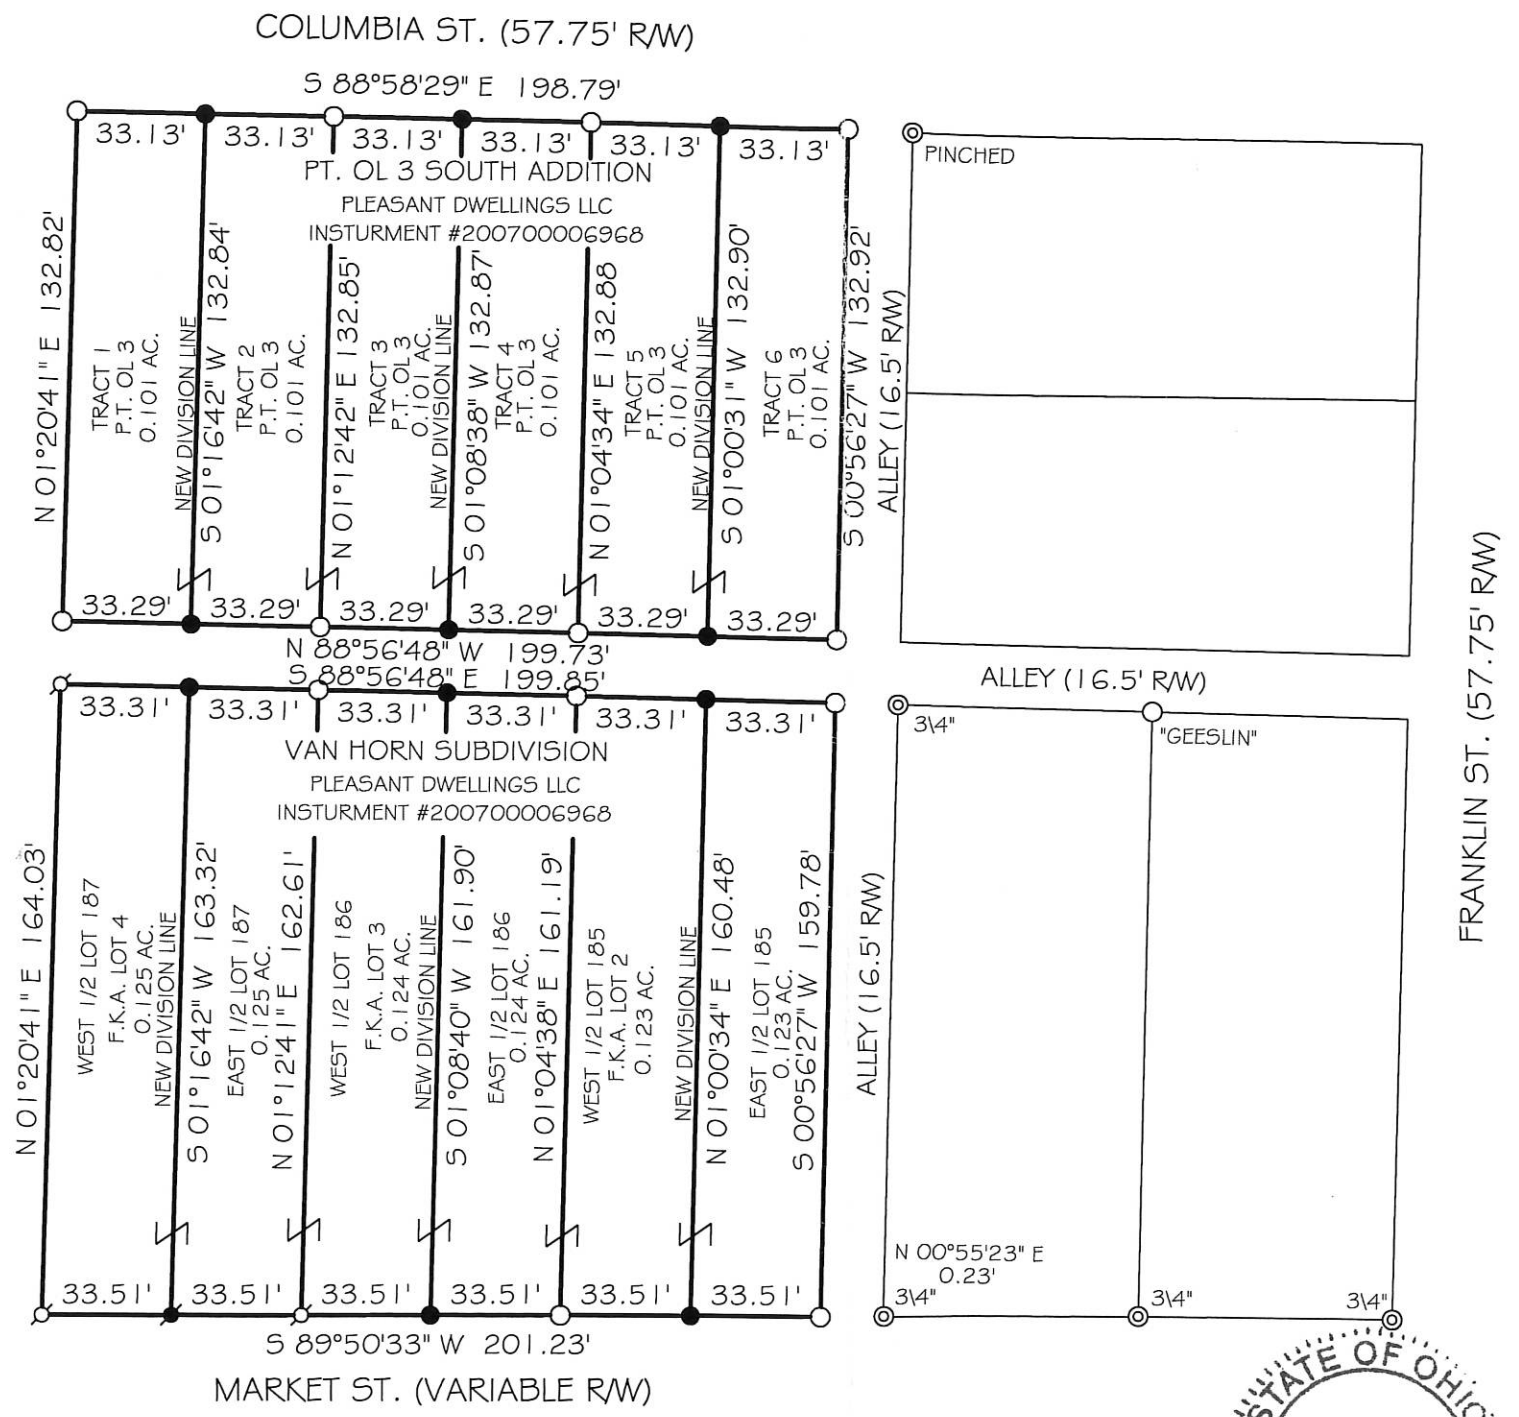 COLUMBIA ST. (57.75' R/W)
S 88°58'29" E 198.79'
33.13' 33.13' 33.13' 33.13' 33.13' 33.13'
PT. OL 3 SOUTH ADDITION
PLEASANT DWELLINGS LLC
INSTURMENT #200700006968
N 01°20'41" E 132.82'
TRACT 1
P.T. OL 3
0.101 AC.
NEW DIVISION LINE
S 01°16'42" W 132.84'
TRACT 2
P.T. OL 3
0.101 AC.
N 01°12'42" E 132.85'
TRACT 3
P.T. OL 3
0.101 AC.
NEW DIVISION LINE
S 01°08'38" W 132.87'
TRACT 4
P.T. OL 3
0.101 AC.
N 01°04'34" E 132.88
TRACT 5
P.T. OL 3
0.101 AC.
NEW DIVISION LINE
S 01°00'31" W 132.90'
TRACT 6
P.T. OL 3
0.101 AC.
S 00°56'27" W 132.92'
ALLEY (16.5' R/W)
PINCHED
33.29' 33.29' 33.29' 33.29' 33.29' 33.29'
N 88°56'48" W 199.73'
S 88°56'48" E 199.85'
ALLEY (16.5' R/W)
FRANKLIN ST. (57.75' R/W)
33.31' 33.31' 33.31' 33.31' 33.31' 33.31'
VAN HORN SUBDIVISION
PLEASANT DWELLINGS LLC
INSTURMENT #200700006968
N 01°20'41" E 164.03'
WEST 1/2 LOT 187
F.K.A. LOT 4
0.125 AC.
NEW DIVISION LINE
S 01°16'42" W 163.32'
EAST 1/2 LOT 187
0.125 AC.
N 01°12'41" E 162.61'
WEST 1/2 LOT 186
F.K.A. LOT 3
0.124 AC.
NEW DIVISION LINE
S 01°08'40" W 161.90'
EAST 1/2 LOT 186
0.124 AC.
N 01°04'38" E 161.19'
WEST 1/2 LOT 185
F.K.A. LOT 2
0.123 AC.
NEW DIVISION LINE
N 01°00'34" E 160.48'
EAST 1/2 LOT 185
0.123 AC.
S 00°56'27" W 159.78'
ALLEY (16.5' R/W)
3\4"
"GEESLIN"
N 00°55'23" E
0.23'
3\4" 3\4" 3\4"
33.51' 33.51' 33.51' 33.51' 33.51' 33.51'
S 89°50'33" W 201.23'
MARKET ST. (VARIABLE R/W)
STATE OF OHIO